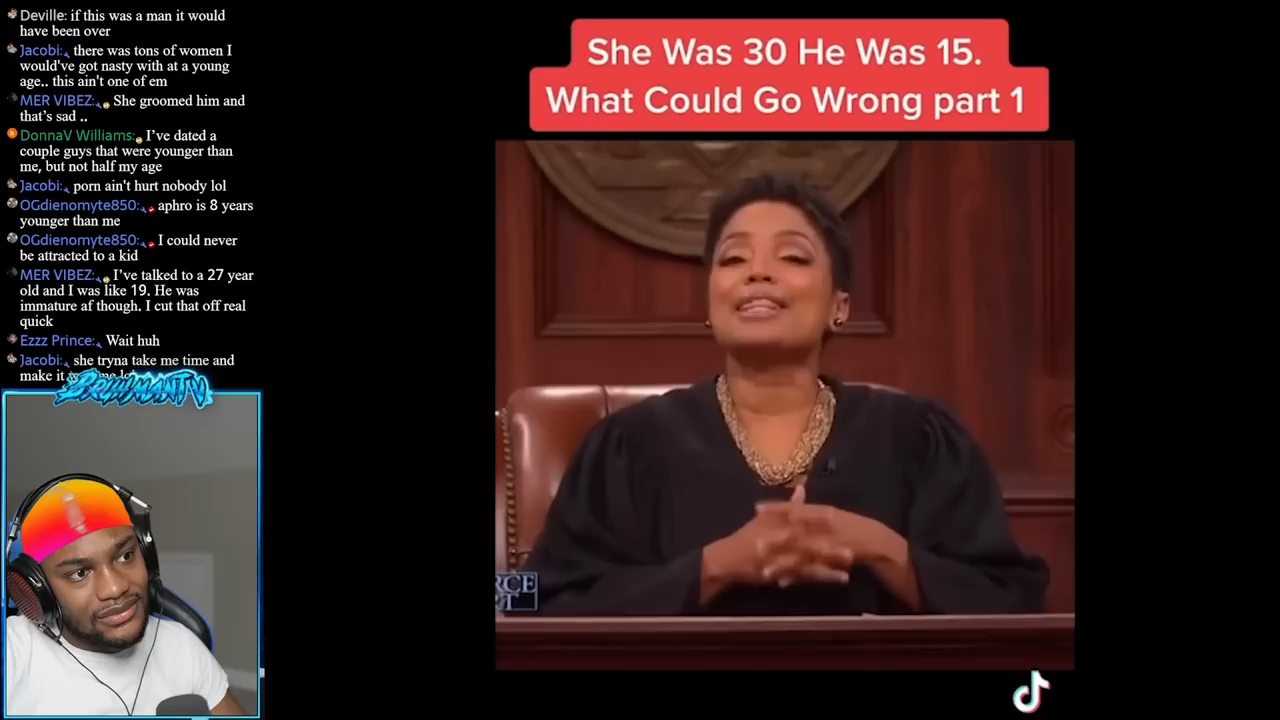 Deville: if this was a man it would
have been over
Jacobi: there was tons of women I
would've got nasty with at a young
age.. this ain't one of em
MER VIBEZ: She groomed him and
that's sad ..
DonnaV Williams: I've dated a
couple guys that were younger than
me, but not half my age
Jacobi: porn ain't hurt nobody lol
OGdienomyte850: aphro is 8 years
younger than me
OGdienomyte850: I could never
be attracted to a kid
MER VIBEZ: I've talked to a 27 year
old and I was like 19. He was
immature af though. I cut that off real
quick
Ezzz Prince: Wait huh
Jacobi: she tryna take me time and
make it
BRUHMANTV
She Was 30 He Was 15.
What Could Go Wrong part 1
RCE
RT